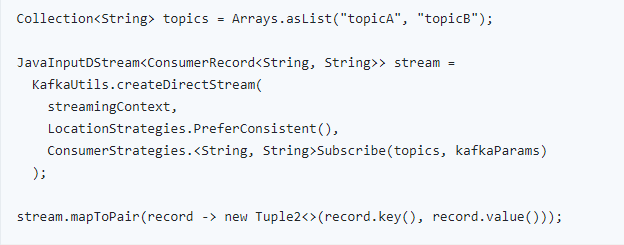 Collection<String> topics = Arrays.asList("topicA", "topicB");
JavaInputDStream<ConsumerRecord<String, String>> stream =
  KafkaUtils.createDirectStream(
    streamingContext,
    LocationStrategies.PreferConsistent(),
    ConsumerStrategies.<String, String>Subscribe(topics, kafkaParams)
  );
stream.mapToPair(record -> new Tuple2<>(record.key(), record.value()));